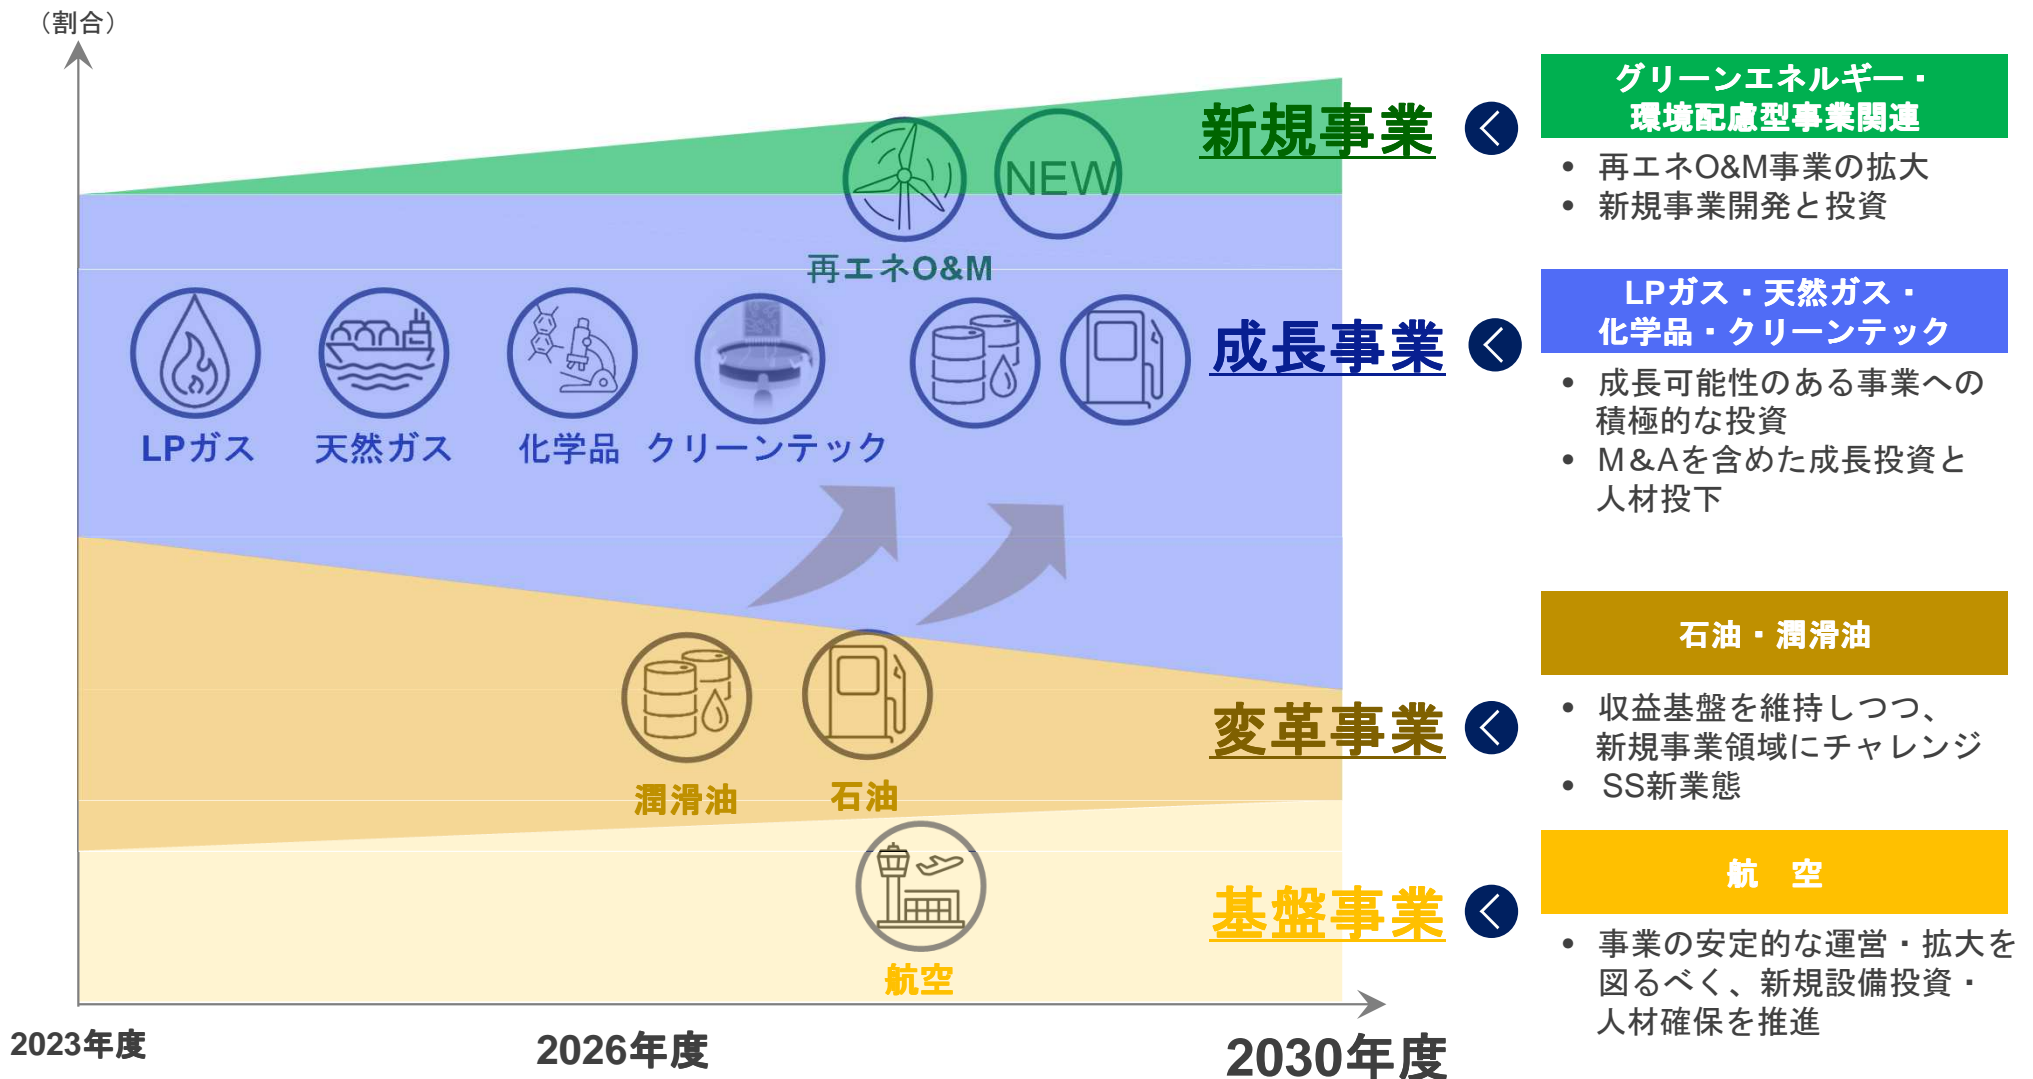 （割合）
新規事業
グリーンエネルギー・
環境配慮型事業関連
• 再エネO&M事業の拡大
• 新規事業開発と投資
NEW
再エネO&M
LPガス
天然ガス
化学品
クリーンテック
成長事業
LPガス・天然ガス・
化学品・クリーンテック
• 成長可能性のある事業への
積極的な投資
• M＆Aを含めた成長投資と
人材投下
潤滑油
石油
変革事業
石油・潤滑油
• 収益基盤を維持しつつ、
新規事業領域にチャレンジ
• SS新業態
航空
基盤事業
航　空
• 事業の安定的な運営・拡大を
図るべく、新規設備投資・
人材確保を推進
2023年度
2026年度
2030年度